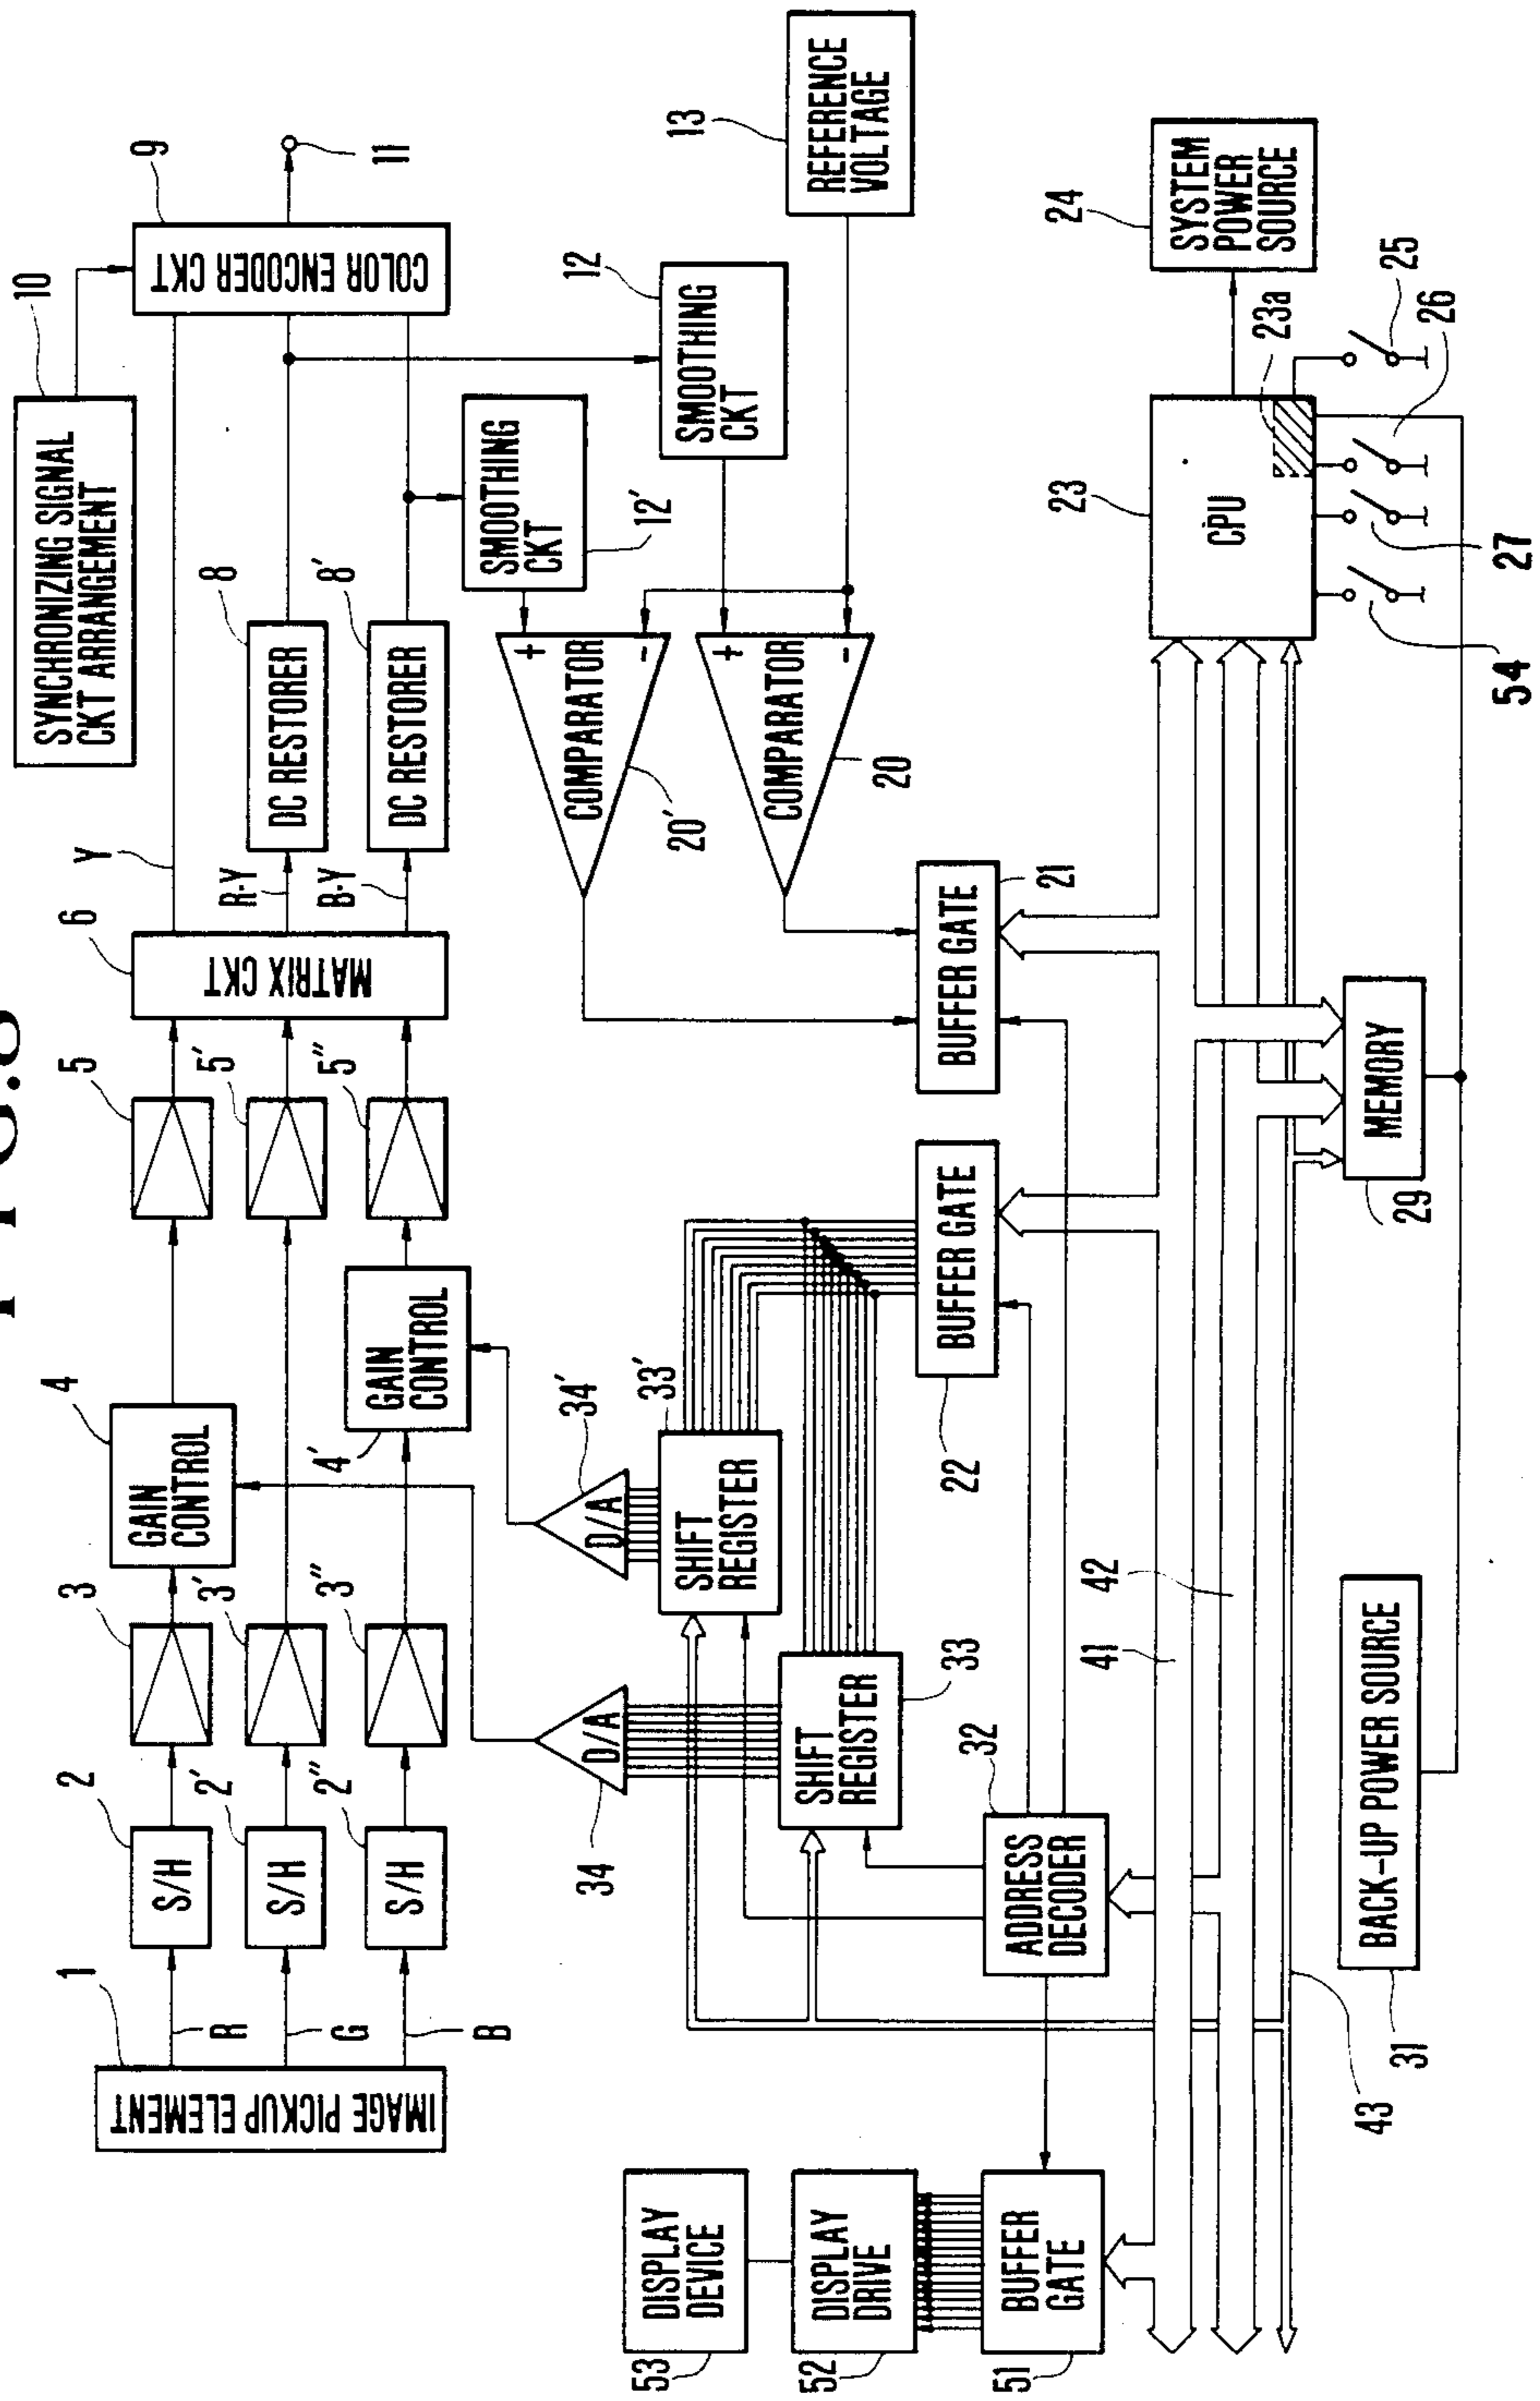 FIG.8
1
IMAGE PICKUP ELEMENT
R
G
B
2
S/H
2'
S/H
2''
S/H
3
3'
3''
4
GAIN CONTROL
4'
GAIN CONTROL
5
5'
5''
6
MATRIX CKT
Y
R-Y
B-Y
8
DC RESTORER
8'
DC RESTORER
10
SYNCHRONIZING SIGNAL
CKT ARRANGEMENT
9
COLOR ENCODER CKT
11
12'
SMOOTHING
CKT
12
SMOOTHING
CKT
13
REFERENCE
VOLTAGE
+
-
COMPARATOR
20'
+
-
COMPARATOR
20
34
D/A
34'
D/A
33'
SHIFT
REGISTER
33
SHIFT
REGISTER
22
BUFFER GATE
21
BUFFER GATE
32
ADDRESS
DECODER
53
DISPLAY
DEVICE
52
DISPLAY
DRIVE
51
BUFFER
GATE
41
42
43
31
BACK-UP POWER SOURCE
29
MEMORY
23
CPU
23a
24
SYSTEM
POWER
SOURCE
25
26
27
54